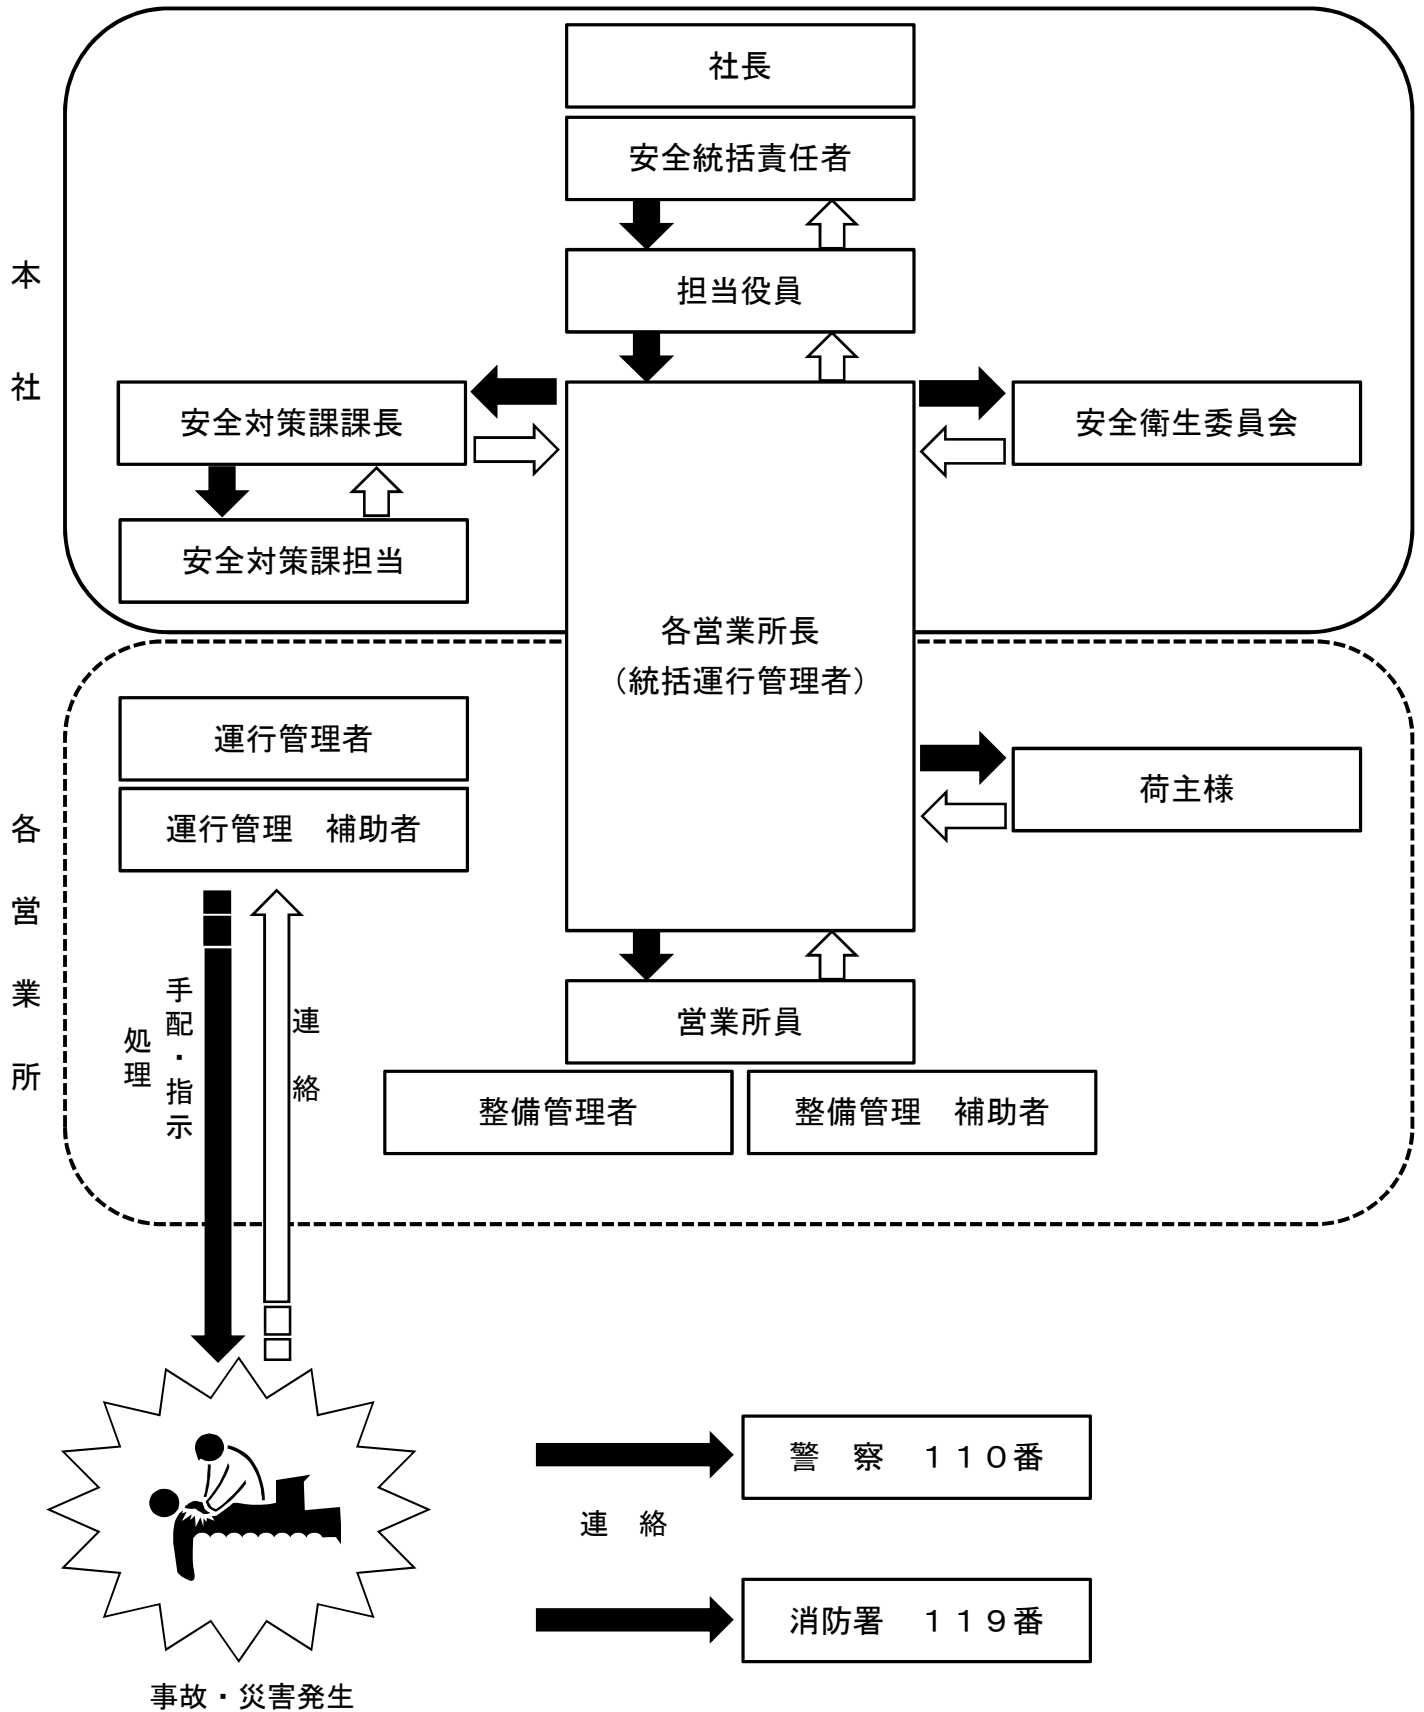 社長
安全統括責任者
担当役員
本社
安全対策課課長
安全衛生委員会
安全対策課担当
各営業所長
（統括運行管理者）
運行管理者
運行管理　補助者
荷主様
各営業所
営業所員
手配・指示
処理
連絡
整備管理者
整備管理　補助者
警　察　１１０番
連　絡
消防署　１１９番
事故・災害発生